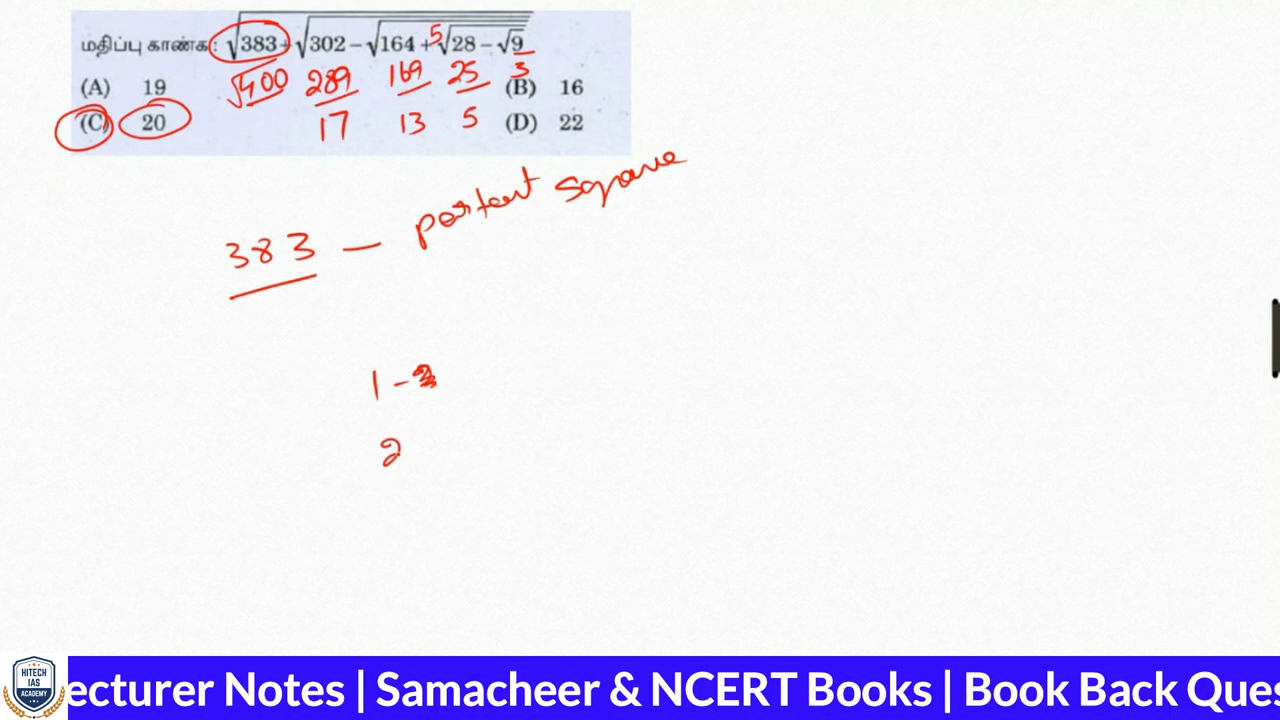 மதிப்பு காண்க: √383+√302−√164+√28−√9
5
(A) 19 √400 289 169 25 3 (B) 16
(C) 20 17 13 5 (D) 22
383 — perfect square
1 -
2
HITECH IAS ACADEMY
ecturer Notes | Samacheer & NCERT Books | Book Back Ques